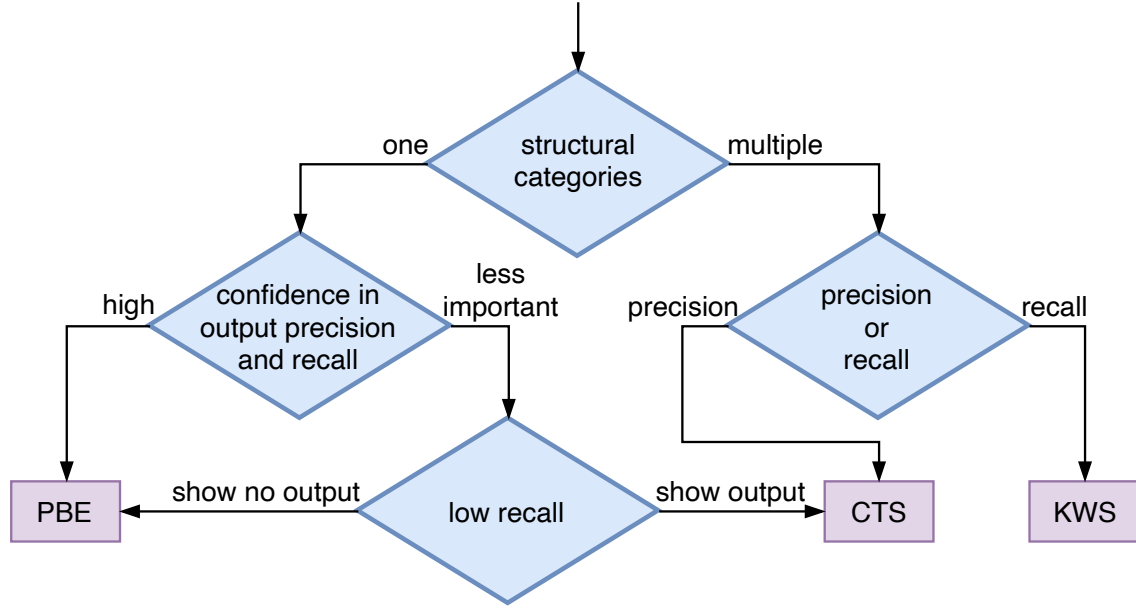 one
structural
categories
multiple
high
confidence in
output precision
and recall
less
important
precision
precision
or
recall
recall
PBE
show no output
low recall
show output
CTS
KWS